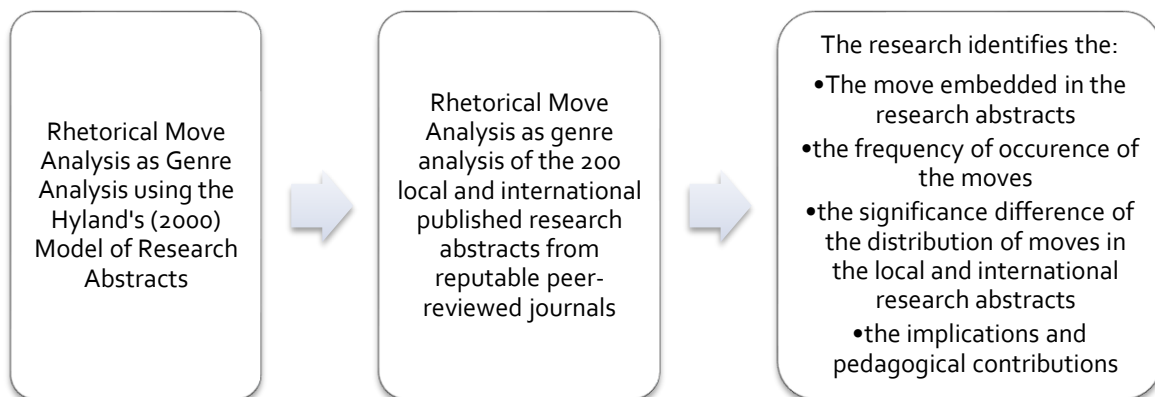 Rhetorical Move
Analysis as Genre
Analysis using the
Hyland's (2000)
Model of Research
Abstracts
Rhetorical Move
Analysis as genre
analysis of the 200
local and international
published research
abstracts from
reputable peer-
reviewed journals
The research identifies the:
•The move embedded in the
research abstracts
•the frequency of occurence of
the moves
•the significance difference of
the distribution of moves in
the local and international
research abstracts
•the implications and
pedagogical contributions